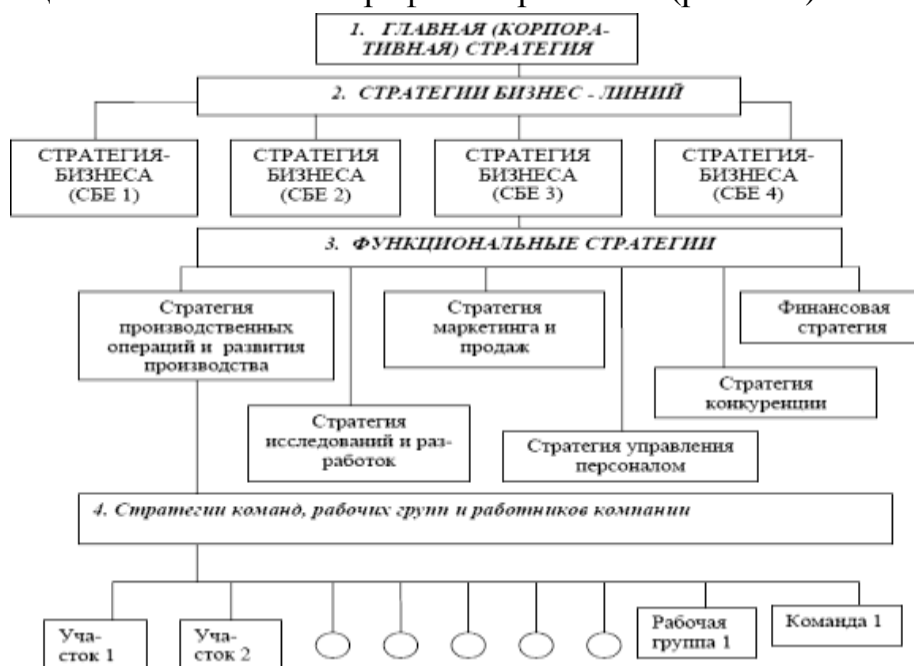 1. ГЛАВНАЯ (КОРПОРА-
ТИВНАЯ) СТРАТЕГИЯ
2. СТРАТЕГИИ БИЗНЕС - ЛИНИЙ
СТРАТЕГИЯ-
БИЗНЕСА
(СБЕ 1)
СТРАТЕГИЯ
БИЗНЕСА
(СБЕ 2)
СТРАТЕГИЯ
БИЗНЕСА
(СБЕ 3)
СТРАТЕГИЯ-
БИЗНЕСА
(СБЕ 4)
3. ФУНКЦИОНАЛЬНЫЕ СТРАТЕГИИ
Стратегия
производственных
операций и развития
производства
Стратегия
маркетинга и
продаж
Финансовая
стратегия
Стратегия
конкуренции
Стратегия
исследований и раз-
работок
Стратегия управления
персоналом
4. Стратегии команд, рабочих групп и работников компании
Уча-
сток 1
Уча-
сток 2
Рабочая
группа 1
Команда 1